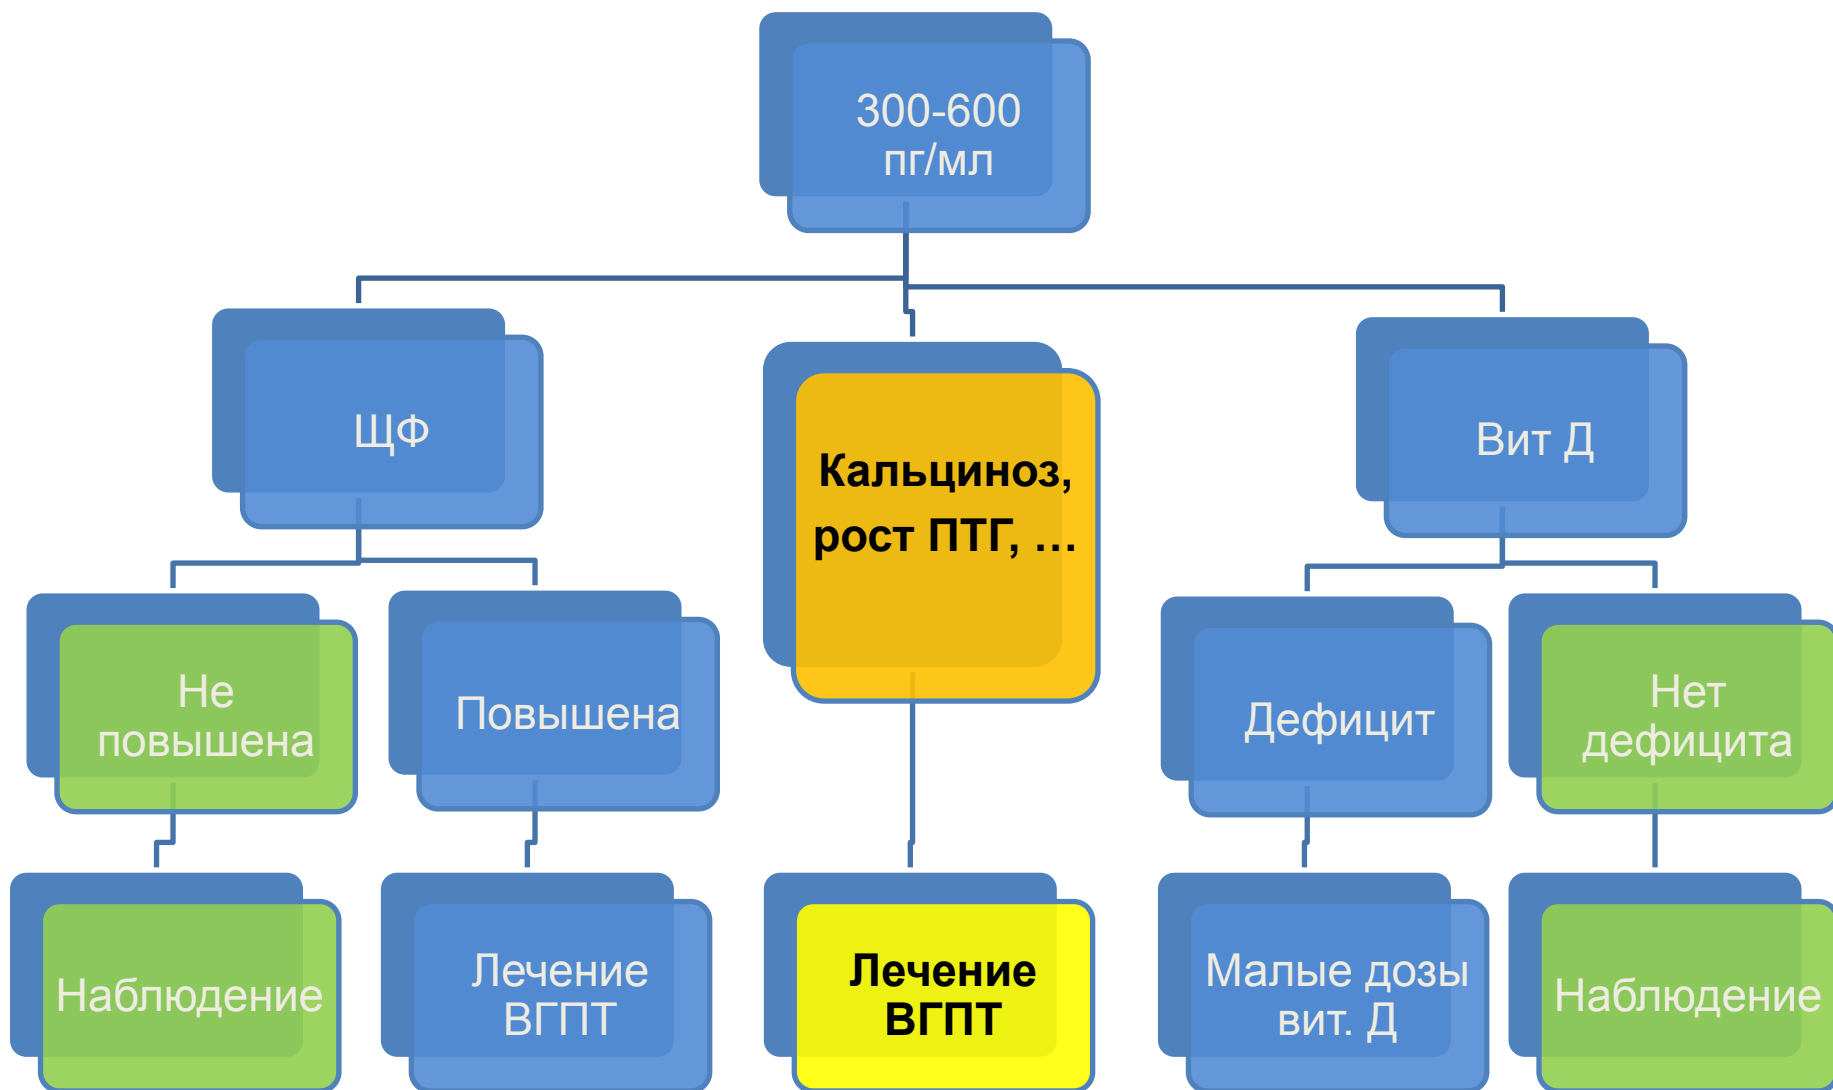 300-600
пг/мл
ЩФ
Кальциноз,
рост ПТГ, ...
Вит Д
Не
повышена
Повышена
Дефицит
Нет
дефицита
Наблюдение
Лечение
ВГПТ
Лечение
ВГПТ
Малые дозы
вит. Д
Наблюдение